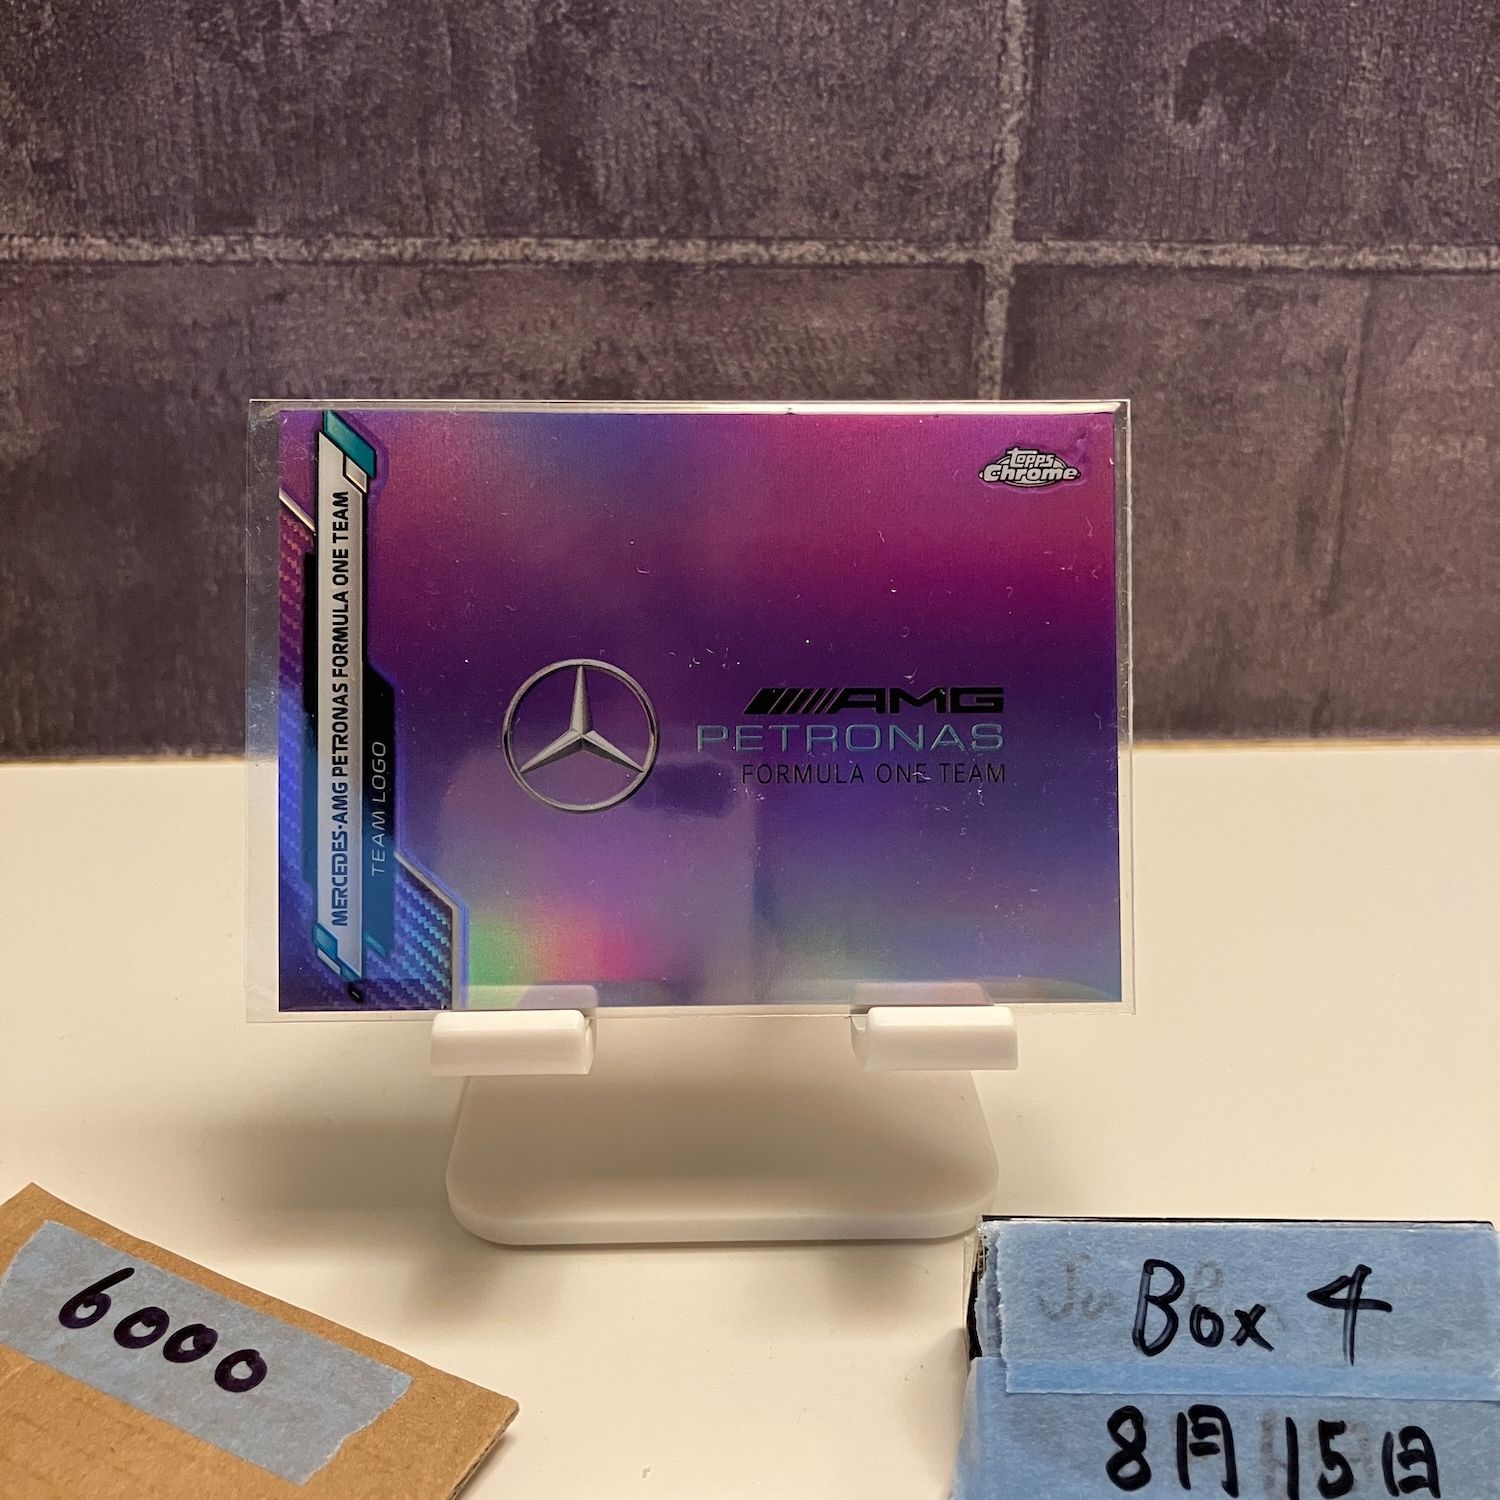 Topps
Chrome
MERCEDES-AMG PETRONAS FORMULA ONE TEAM
TEAM LOGO
AMG
PETRONAS
FORMULA ONE TEAM
6000
Box 4
8月15日